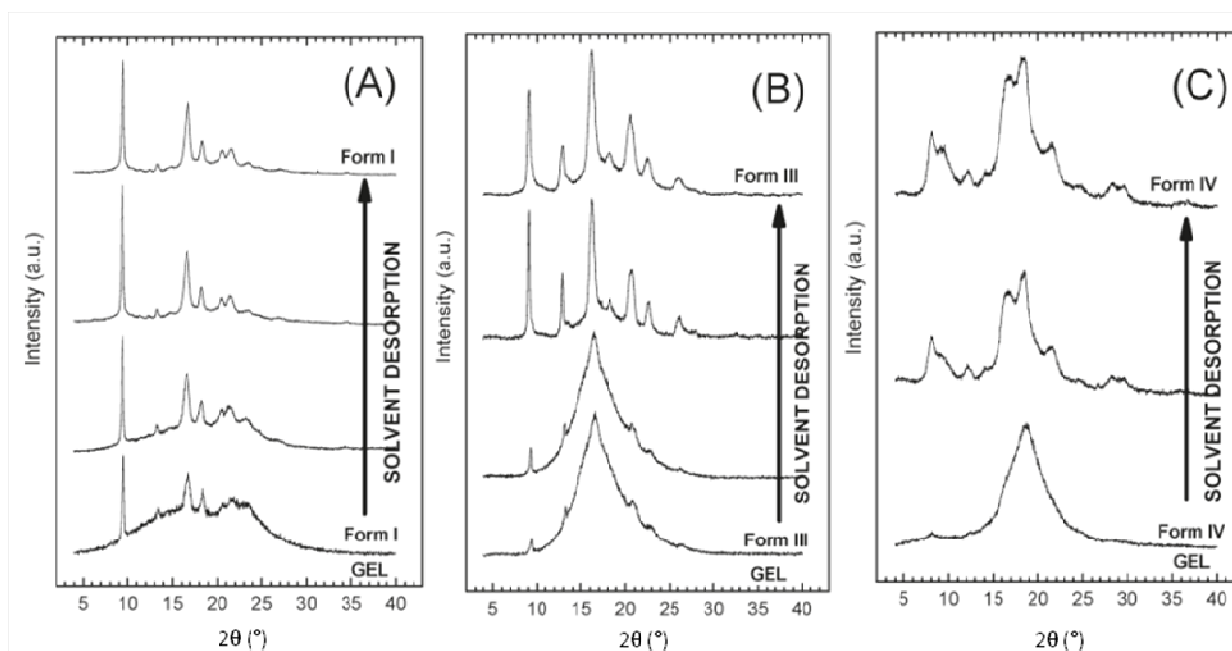 (A)
Form I
SOLVENT DESORPTION
Form I
GEL
Intensity (a.u.)
5 10 15 20 25 30 35 40
2θ (°)
(B)
Form III
SOLVENT DESORPTION
Form III
GEL
Intensity (a.u.)
5 10 15 20 25 30 35 40
2θ (°)
(C)
Form IV
SOLVENT DESORPTION
Form IV
GEL
Intensity (a.u.)
5 10 15 20 25 30 35 40
2θ (°)